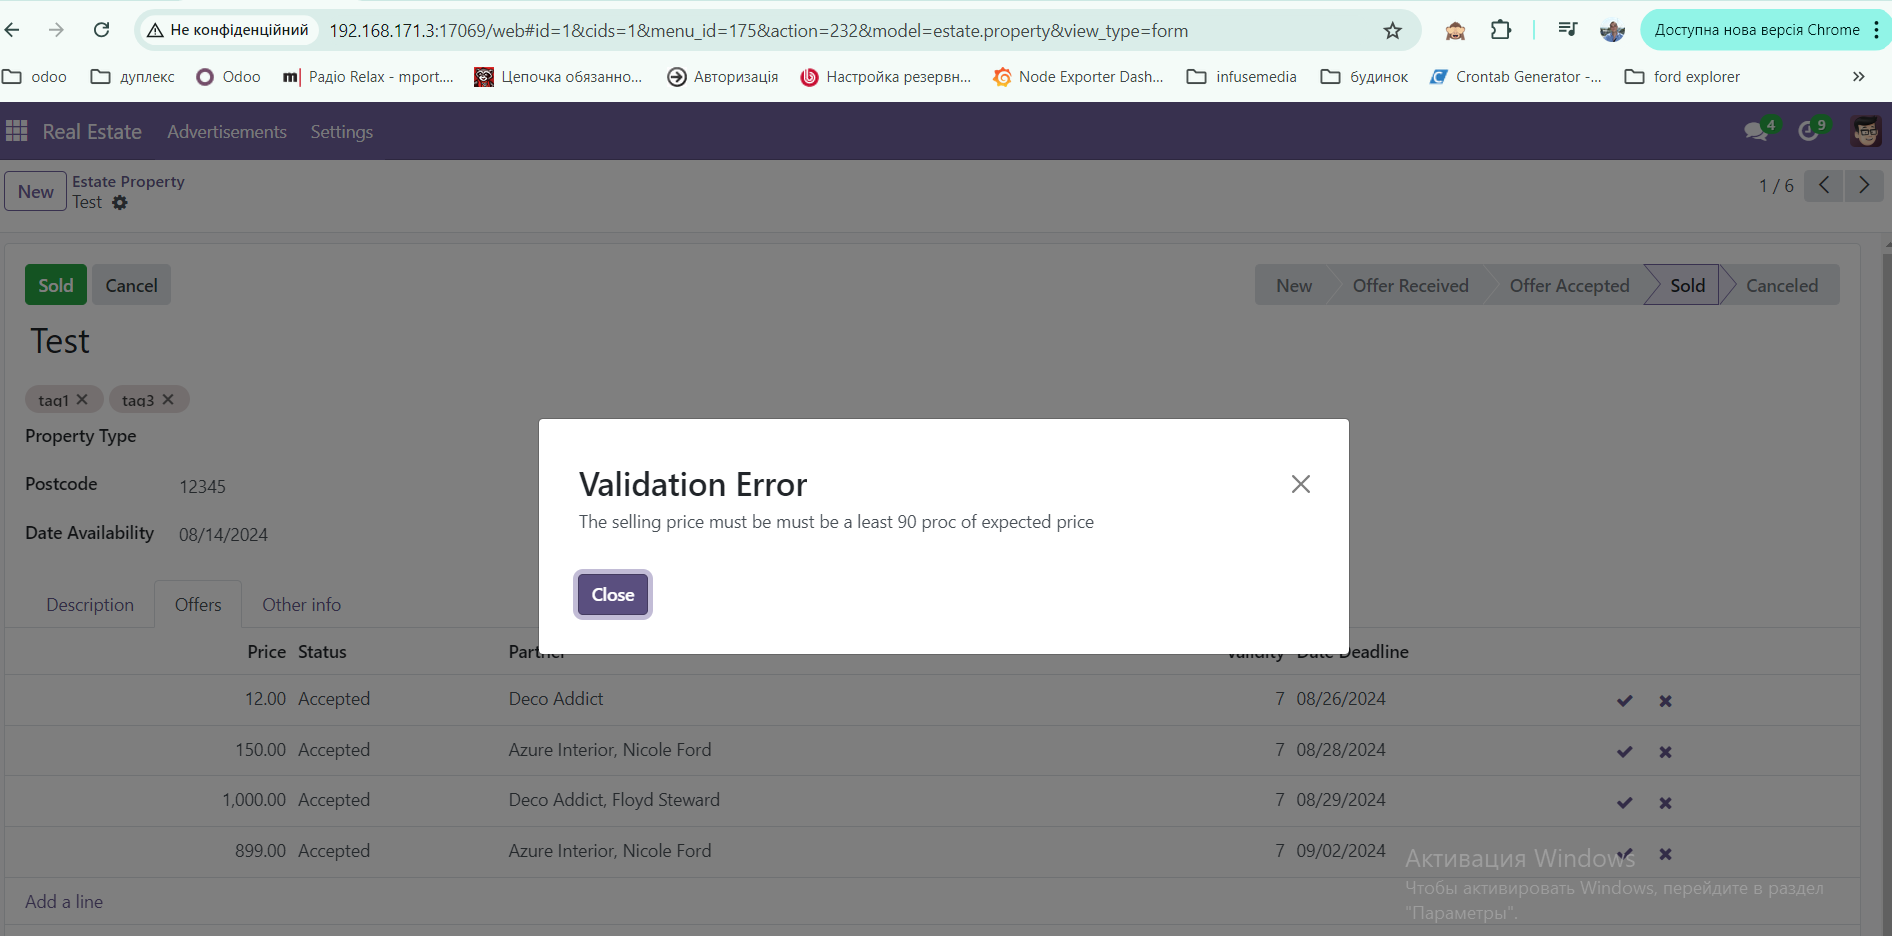 Не конфіденційний 192.168.171.3:17069/web#id=1&cids=1&menu_id=175&action=232&model=estate.property&view_type=form Доступна нова версія Chrome
odoo дуплекс Odoo m| Радіо Relax - mport.... Цепочка обязанно... Авторизація Настройка резервн... Node Exporter Dash... infusemedia будинок Crontab Generator -... ford explorer »
Real Estate Advertisements Settings 4 9
New Estate Property 1 / 6
Test
Sold Cancel New Offer Received Offer Accepted Sold Canceled
Test
tag1 tag3
Property Type
Postcode 12345
Date Availability 08/14/2024
Validation Error
The selling price must be must be a least 90 proc of expected price
Close
Description Offers Other info
Price Status Partner Validity Date Deadline
12.00 Accepted Deco Addict 7 08/26/2024
150.00 Accepted Azure Interior, Nicole Ford 7 08/28/2024
1,000.00 Accepted Deco Addict, Floyd Steward 7 08/29/2024
899.00 Accepted Azure Interior, Nicole Ford 7 09/02/2024
Add a line
Активация Windows
Чтобы активировать Windows, перейдите в раздел
"Параметры".